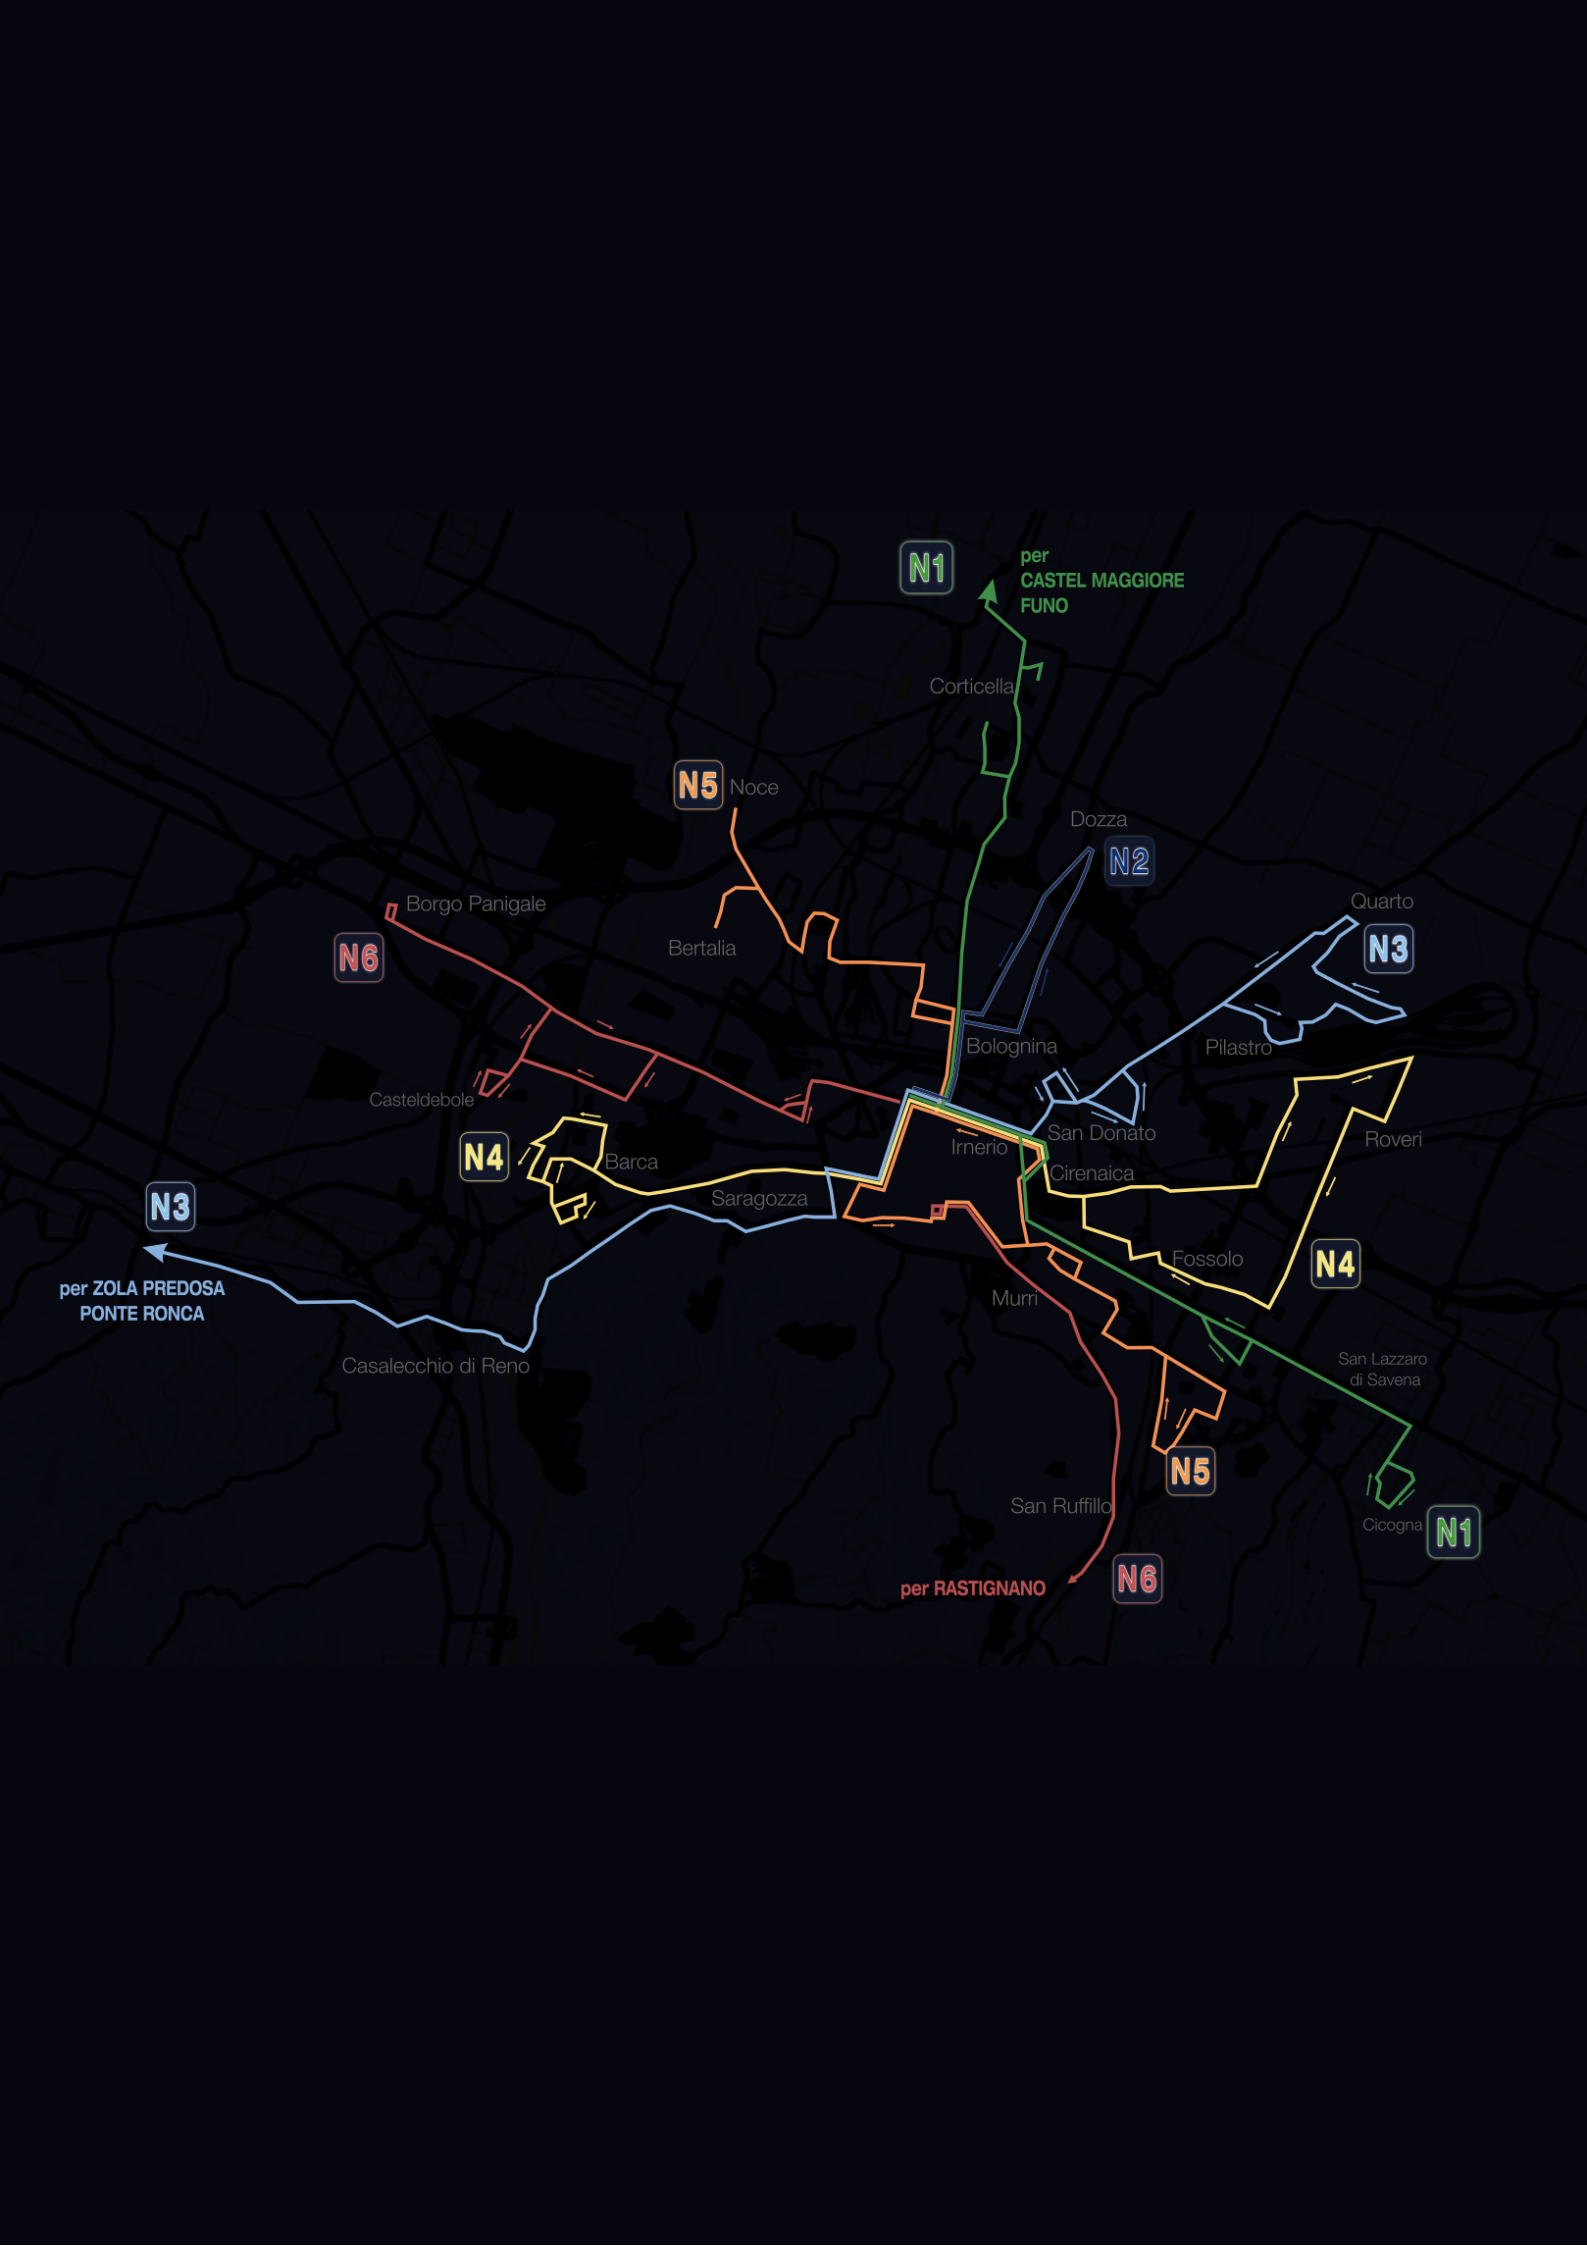 N1
per
CASTEL MAGGIORE
FUNO
Corticella
N5
Noce
Dozza
N2
Borgo Panigale
Quarto
N6
Bertalia
N3
Bolognina
Pilastro
Casteldebole
San Donato
Irnerio
Roveri
N4
Barca
Cirenaica
Saragozza
N3
Fossolo
N4
per ZOLA PREDOSA
PONTE RONCA
Murri
Casalecchio di Reno
San Lazzaro
di Savena
N5
San Ruffillo
Cicogna
N1
per RASTIGNANO
N6